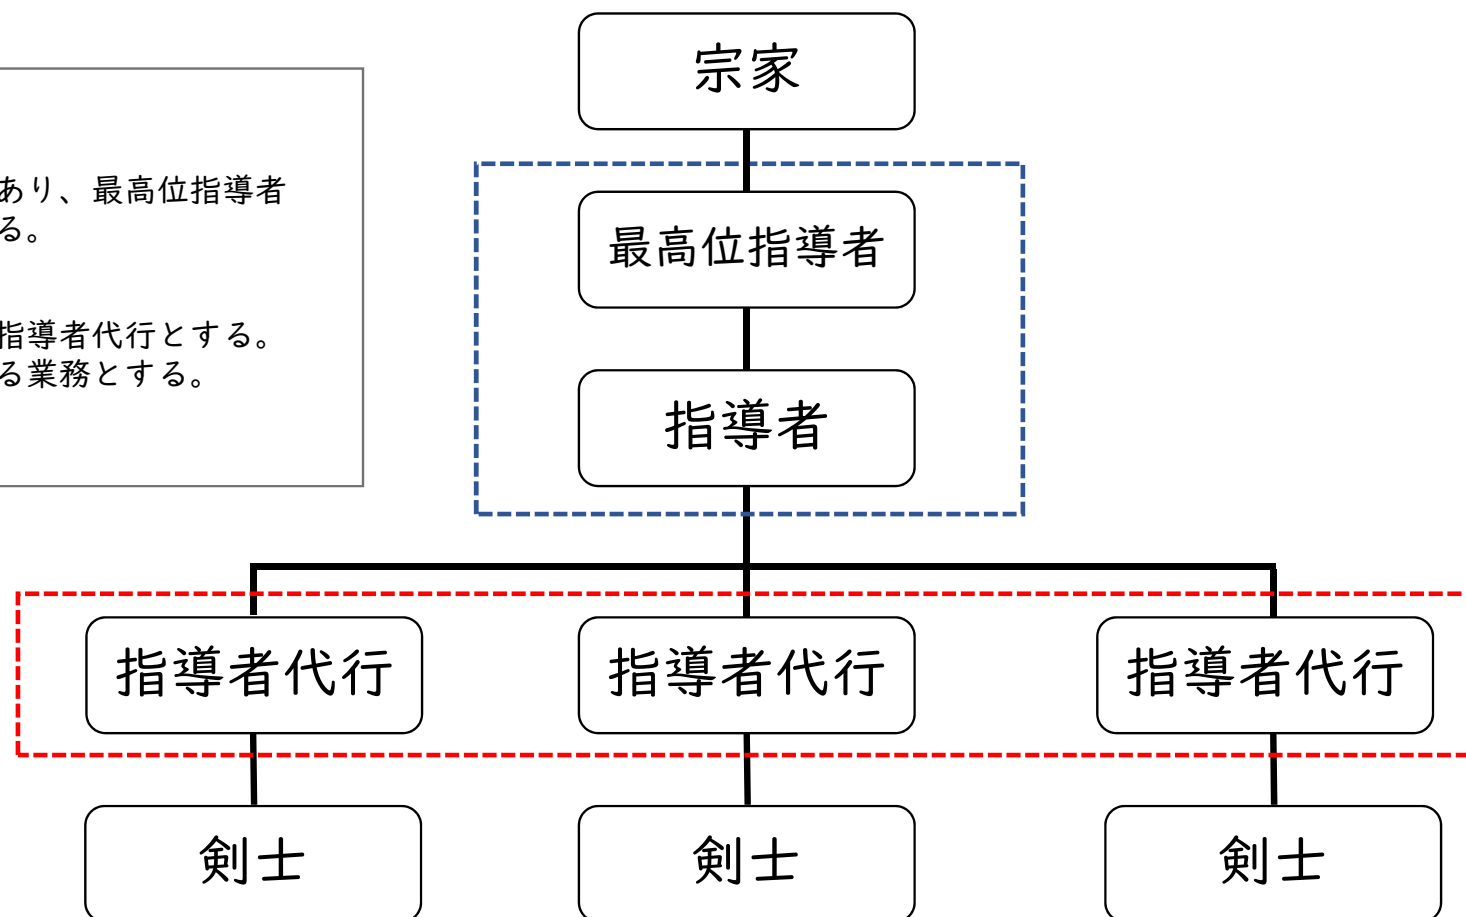 宗家
あり、最高位指導者
る。
最高位指導者
指導者代行とする。
る業務とする。
指導者
指導者代行
指導者代行
指導者代行
剣士
剣士
剣士